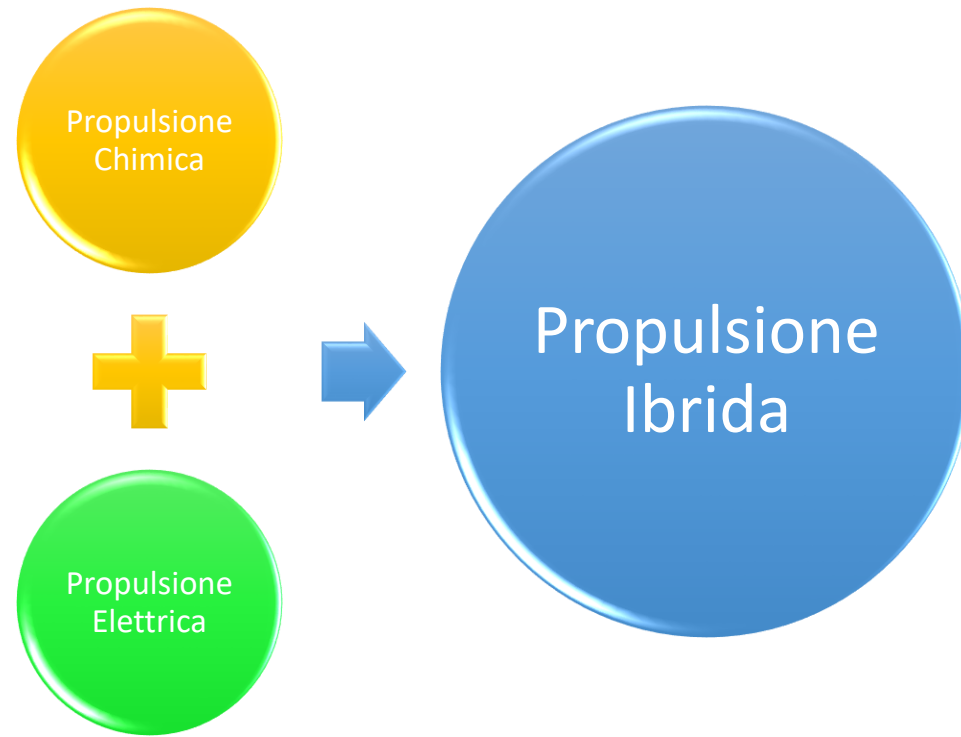 Propulsione
Chimica
Propulsione
Elettrica
Propulsione
Ibrida